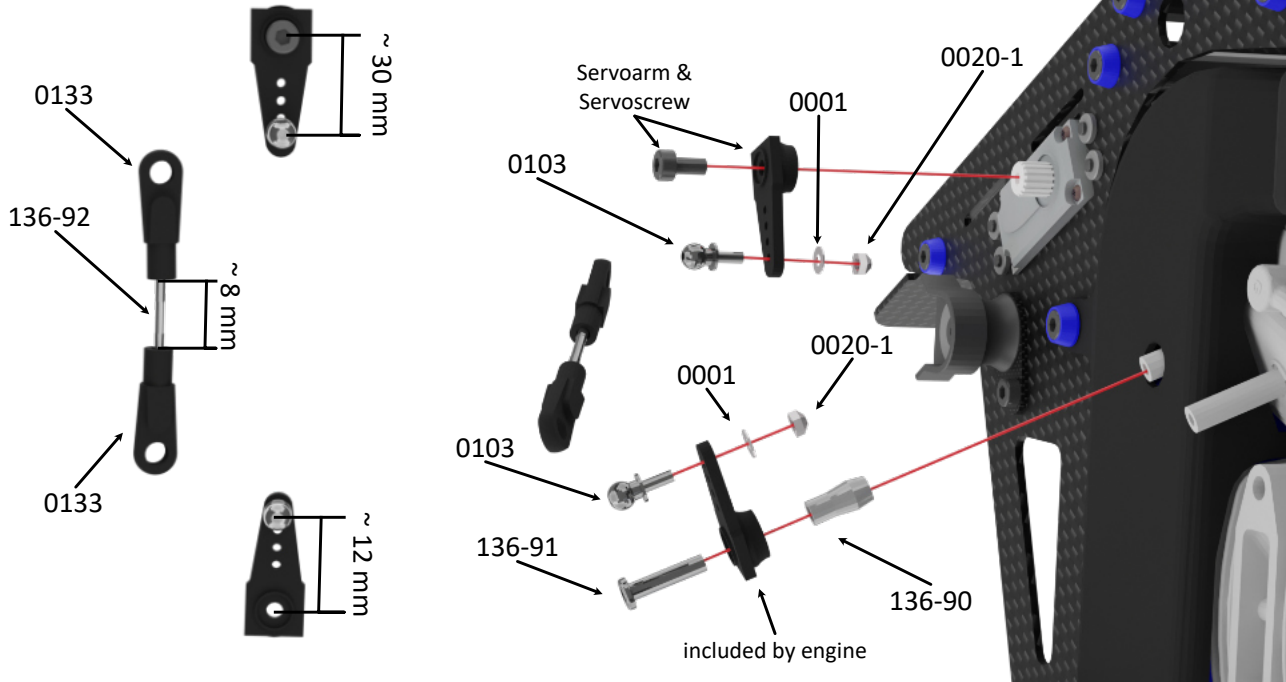 0133
136-92
0133
~ 8 mm
~ 30 mm
~ 12 mm
Servoarm &
Servoscrew
0103
0001
0020-1
0020-1
0001
0103
136-91
136-90
included by engine